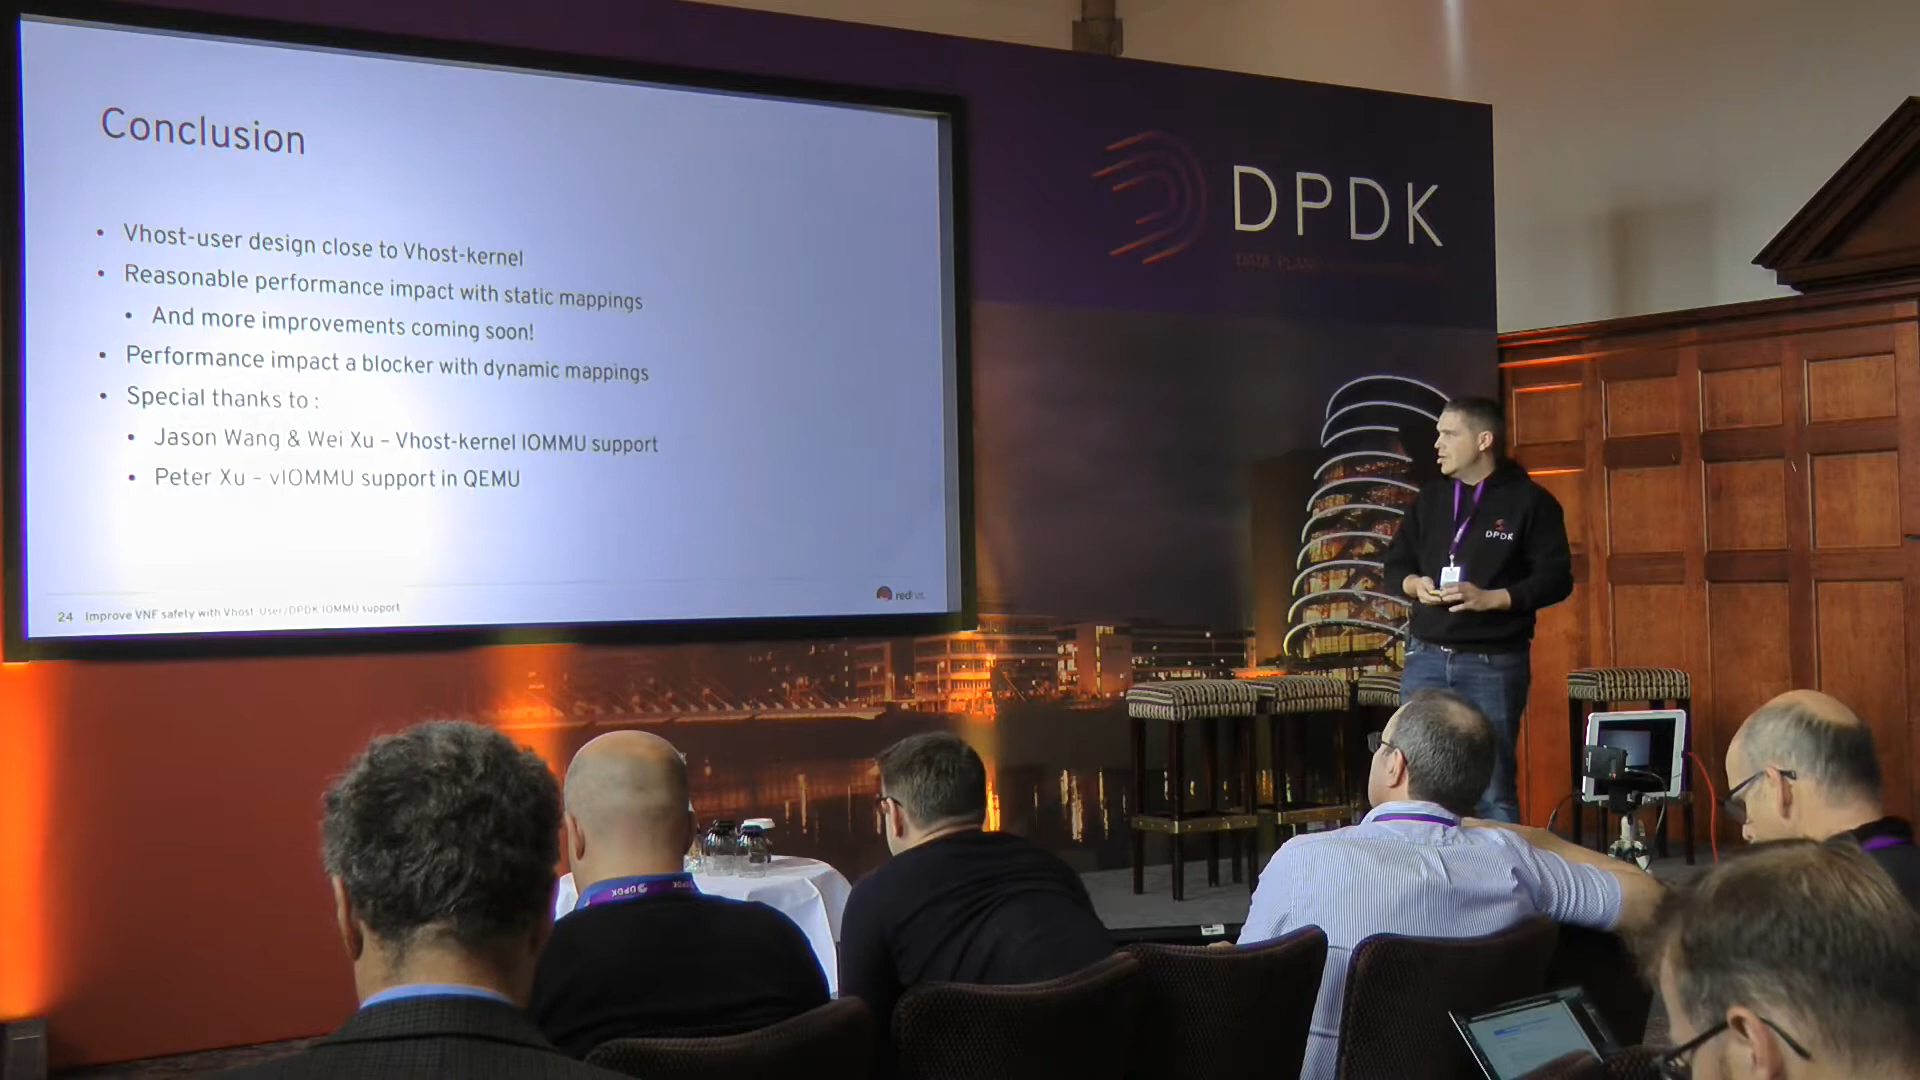 Conclusion
• Vhost-user design close to Vhost-kernel
• Reasonable performance impact with static mappings
• And more improvements coming soon!
• Performance impact a blocker with dynamic mappings
• Special thanks to :
• Jason Wang & Wei Xu – Vhost-kernel IOMMU support
• Peter Xu – vIOMMU support in QEMU
24 Improve VNF safety with Vhost-User/DPDK IOMMU support
redhat
DPDK
DATA PLANE
DPDK
DPDK